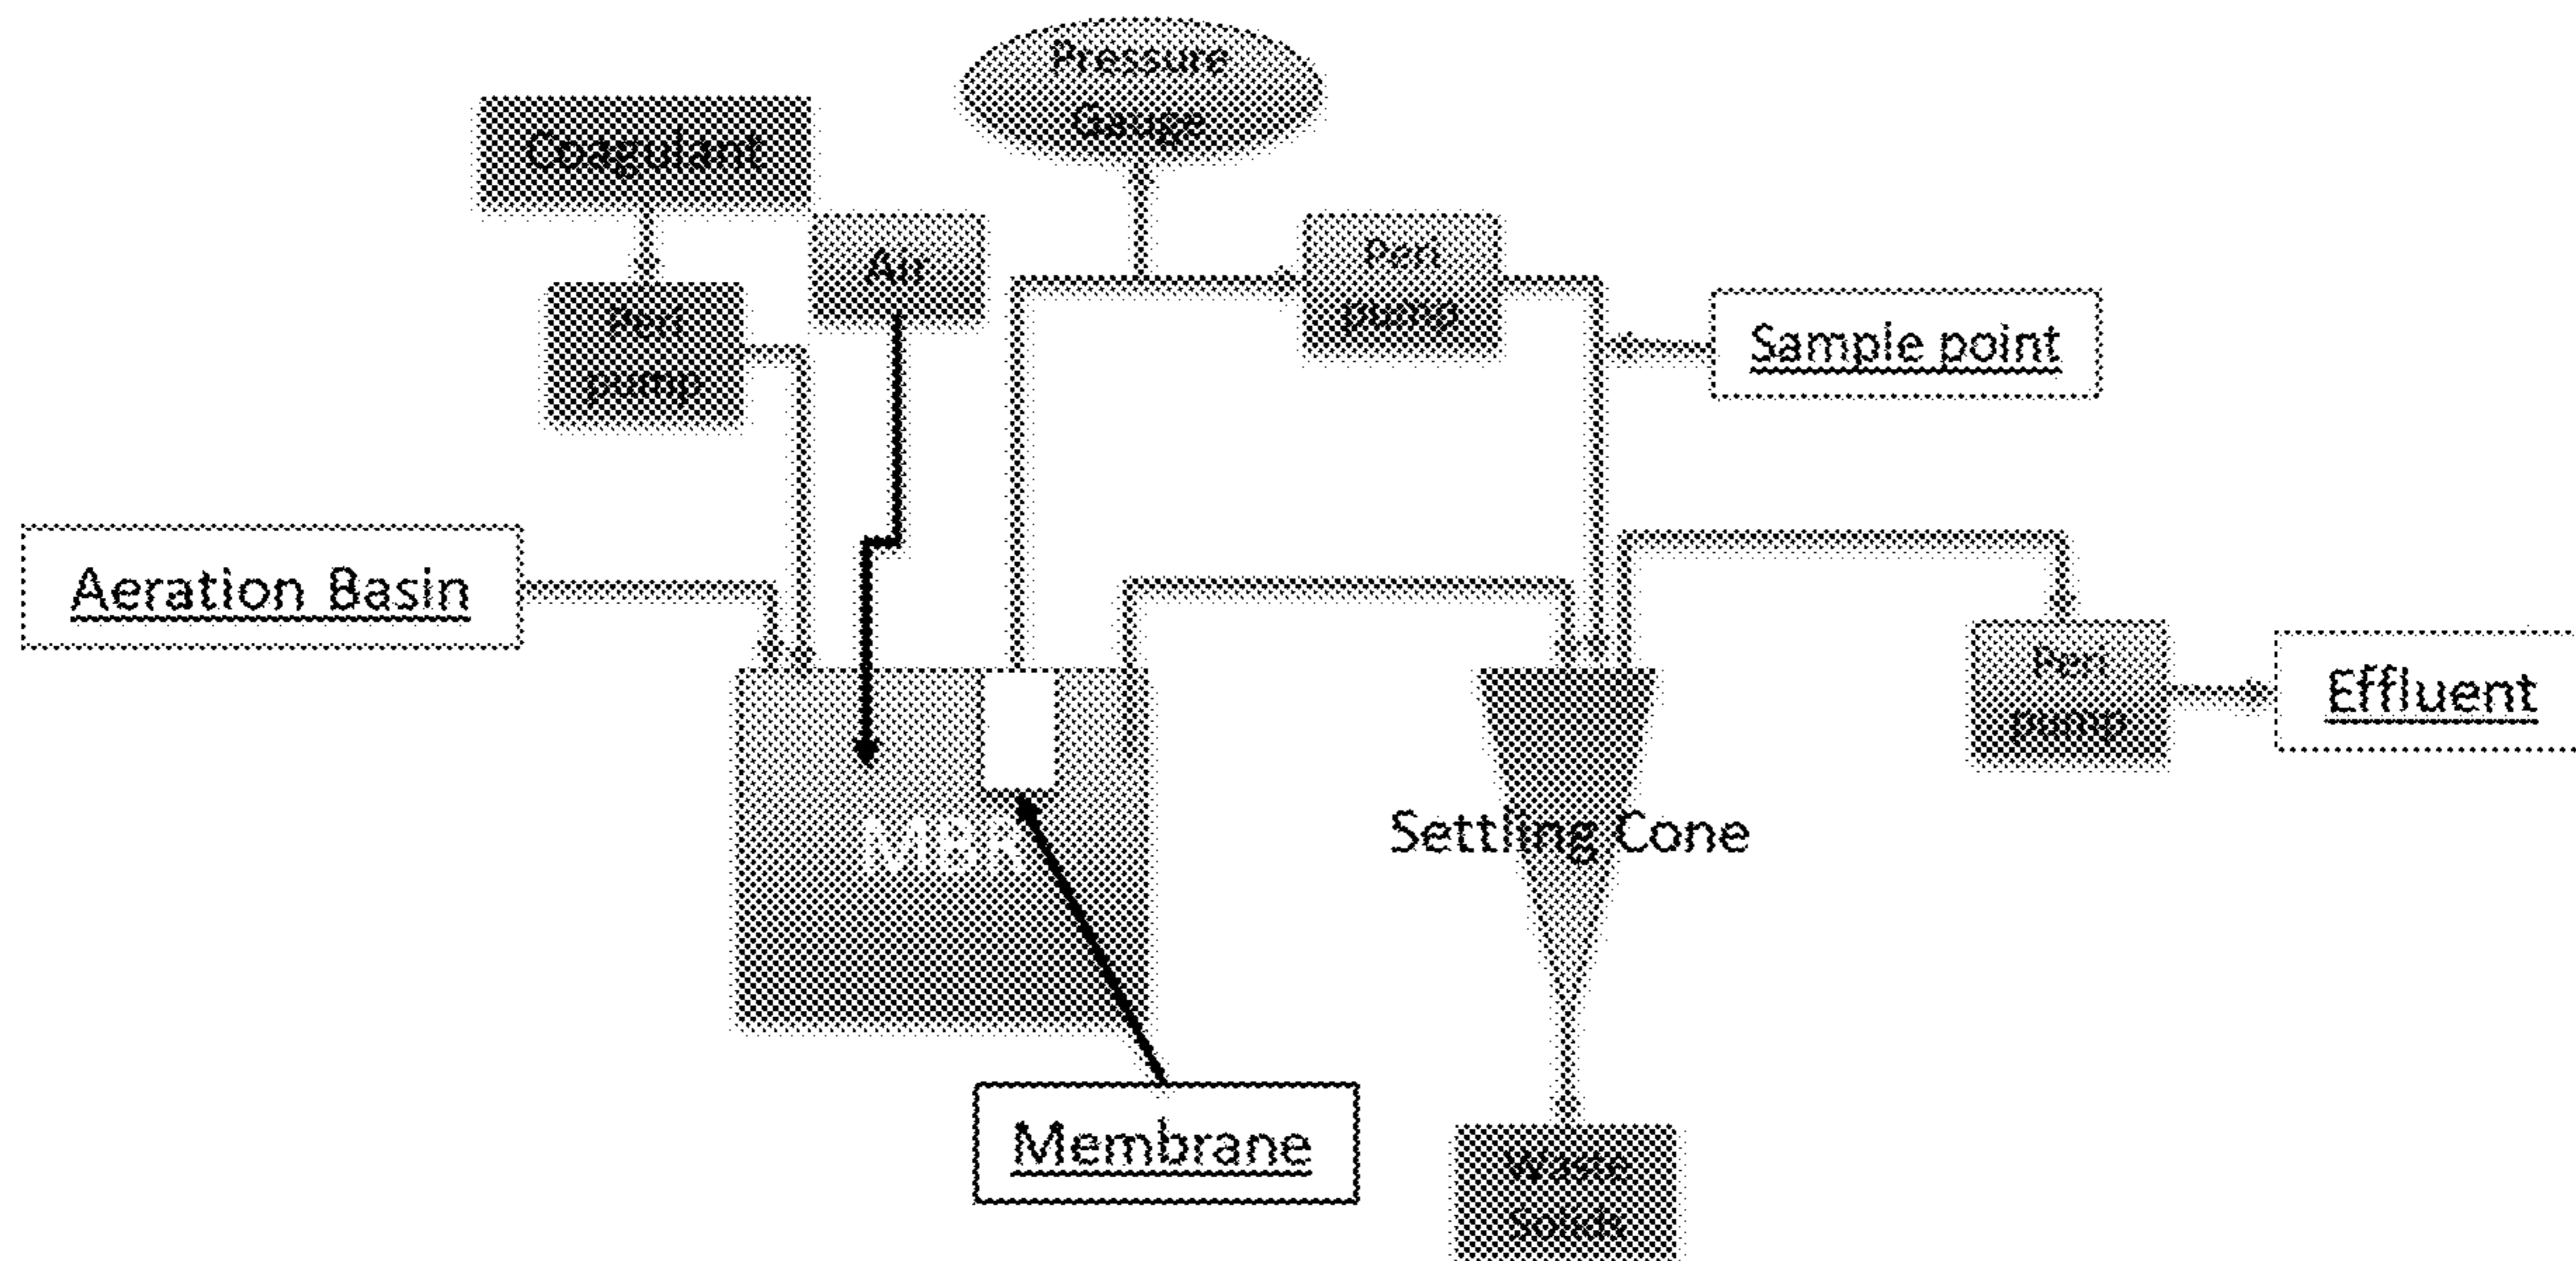 Pressure
Gauge
Coagulant
Air
Peri
pump
Peri
pump
Sample point
Aeration Basin
Peri
pump
Effluent
MBR
Settling Cone
Membrane
Waste
Solids